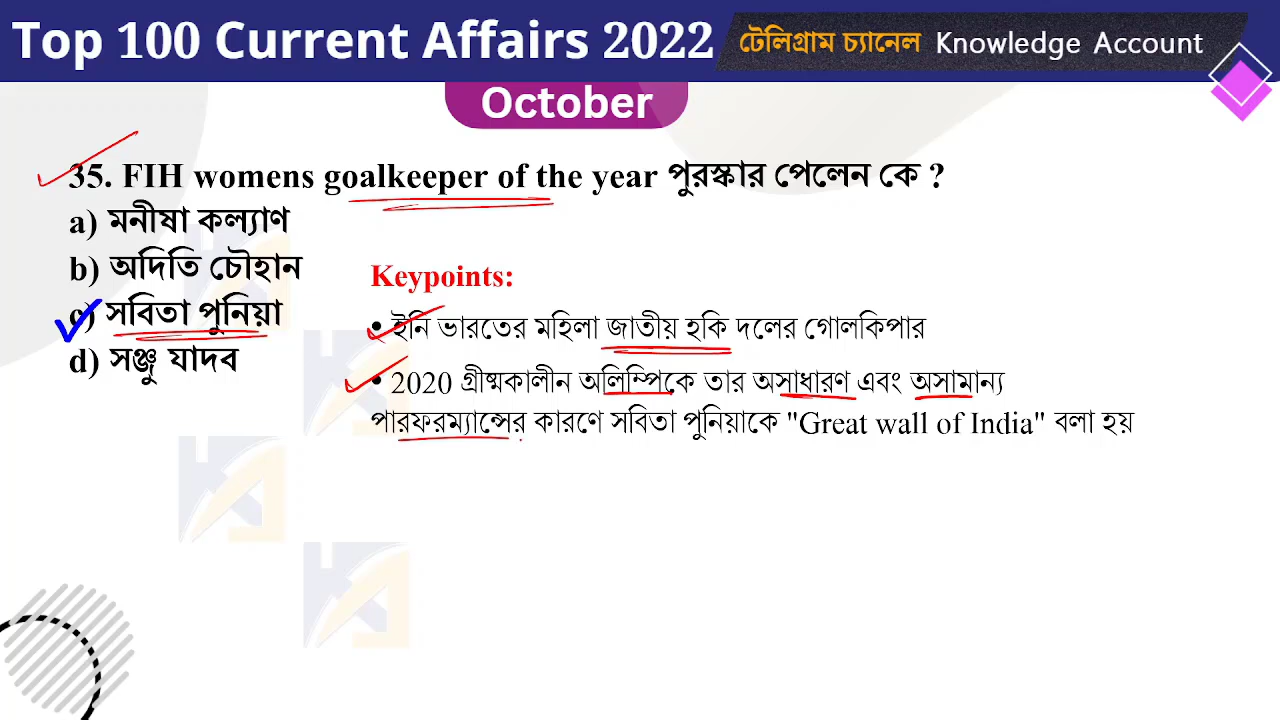 Top 100 Current Affairs 2022
টেলিগ্রাম চ্যানেল Knowledge Account
October
35. FIH womens goalkeeper of the year পুরস্কার পেলেন কে ?
a) মনীষা কল্যাণ
b) অদিতি চৌহান
c) সবিতা পুনিয়া
d) সঞ্জু যাদব
Keypoints:
• ইনি ভারতের মহিলা জাতীয় হকি দলের গোলকিপার
• 2020 গ্রীষ্মকালীন অলিম্পিকে তার অসাধারণ এবং অসামান্য
পারফরম্যান্সের কারণে সবিতা পুনিয়াকে "Great wall of India" বলা হয়